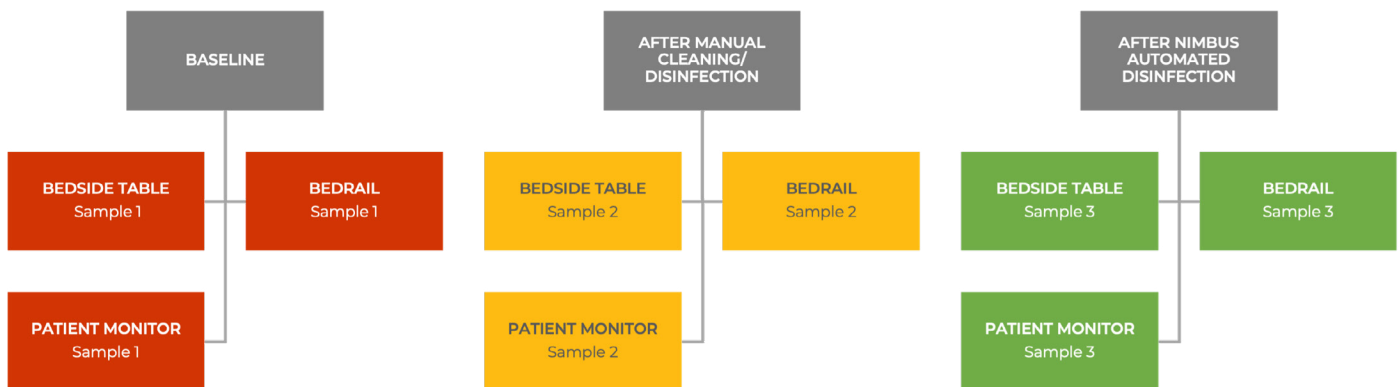 BASELINE
AFTER MANUAL
CLEANING/
DISINFECTION
AFTER NIMBUS
AUTOMATED
DISINFECTION
BEDSIDE TABLE
Sample 1
BEDRAIL
Sample 1
BEDSIDE TABLE
Sample 2
BEDRAIL
Sample 2
BEDSIDE TABLE
Sample 3
BEDRAIL
Sample 3
PATIENT MONITOR
Sample 1
PATIENT MONITOR
Sample 2
PATIENT MONITOR
Sample 3